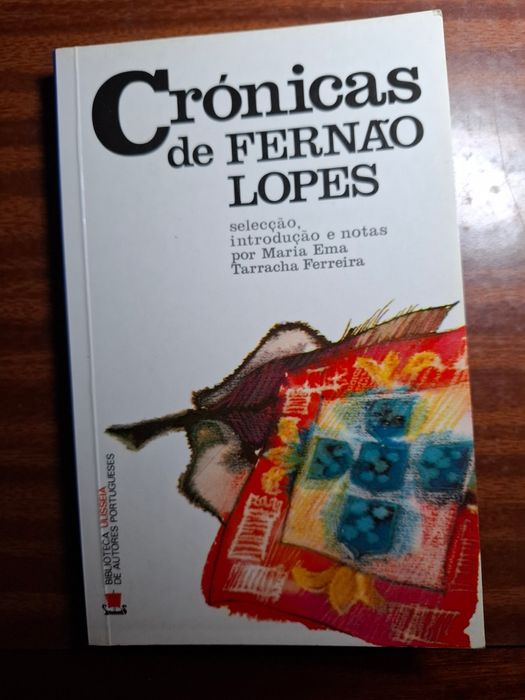 Crónicas
de FERNÃO
LOPES
selecção,
introdução e notas
por Maria Ema
Tarracha Ferreira
BIBLIOTECA ULISSEIA
DE AUTORES PORTUGUESES